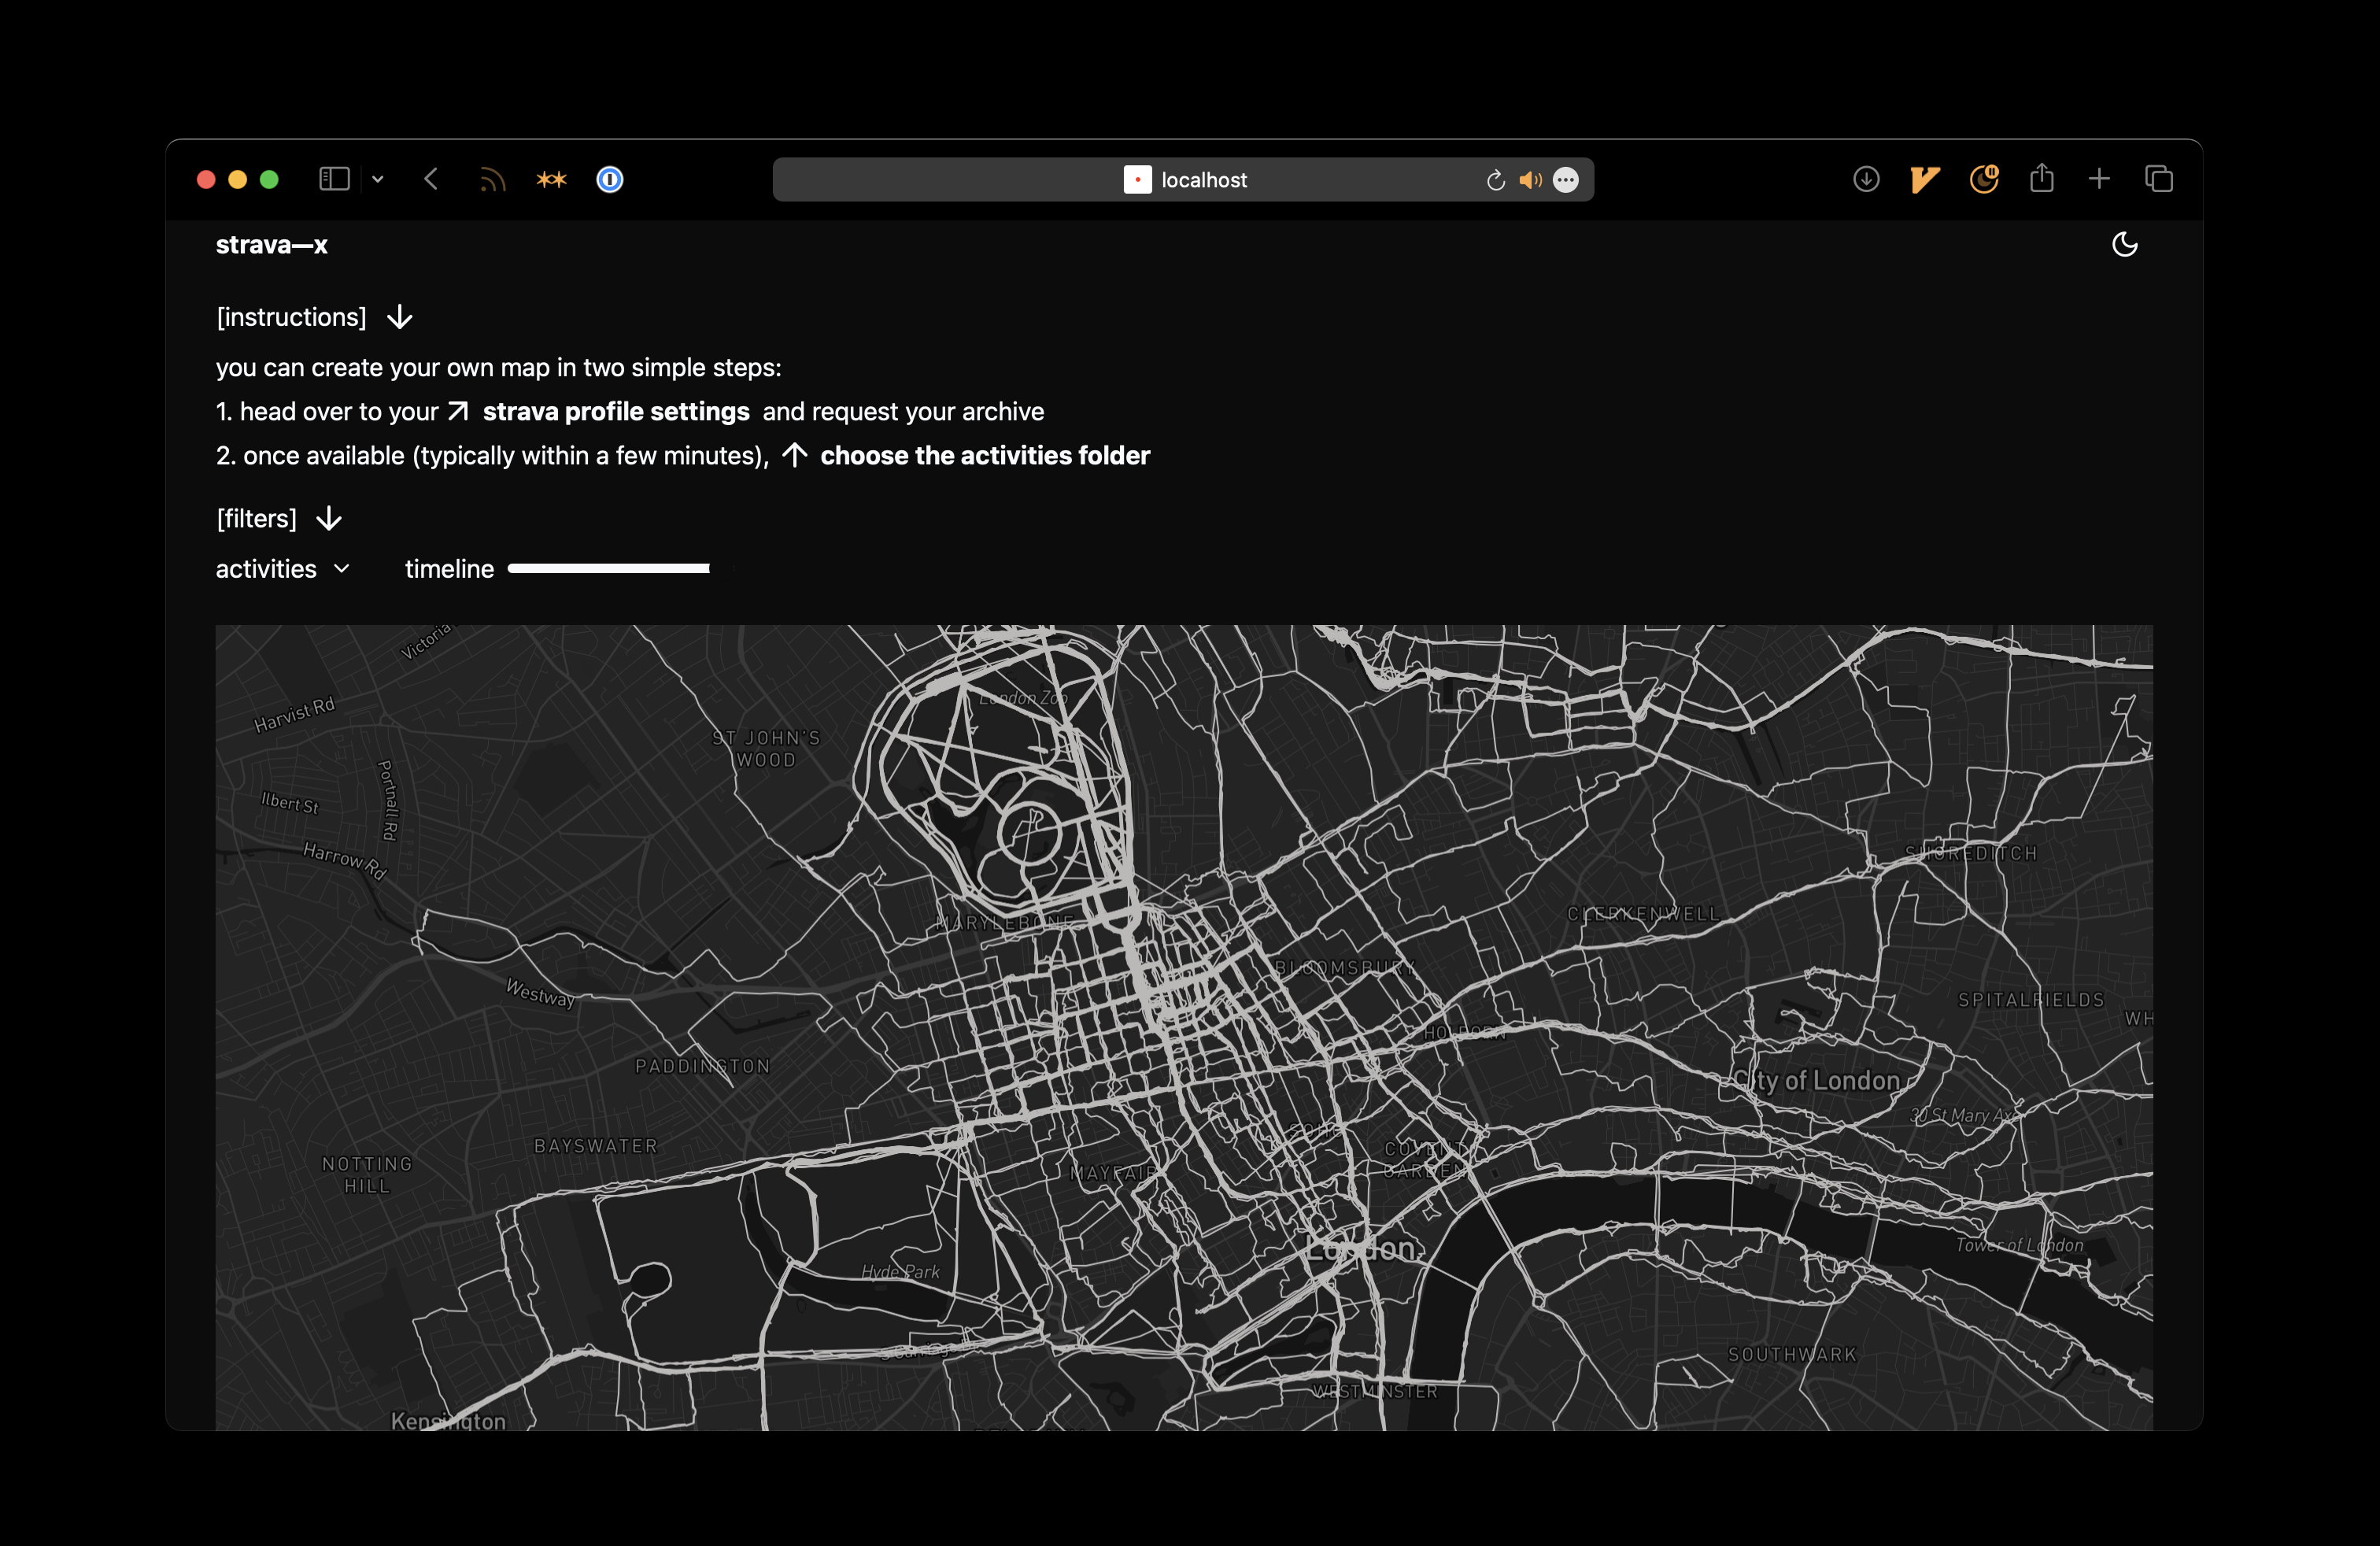 localhost
strava—x
[instructions]
you can create your own map in two simple steps:
1. head over to your strava profile settings and request your archive
2. once available (typically within a few minutes), choose the activities folder
[filters]
activities timeline
Victoria
London Zoo
Harvist Rd
ST JOHN'S
WOOD
Portnall Rd
Ilbert St
Harrow Rd
SHOREDITCH
MARYLEBONE
CLERKENWELL
BLOOMSBURY
Westway
SPITALFIELDS
WH
HOLBORN
PADDINGTON
City of London
30 St Mary Axe
SOHO
BAYSWATER
COVENT
GARDEN
NOTTING
HILL
MAYFAIR
London
Tower of London
Hyde Park
SOUTHWARK
WESTMINSTER
Kensington